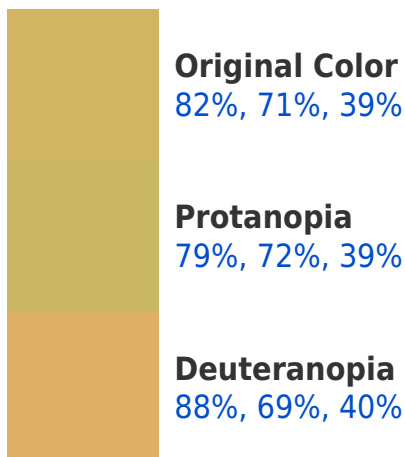 Original Color
82%, 71%, 39%
Protanopia
79%, 72%, 39%
Deuteranopia
88%, 69%, 40%